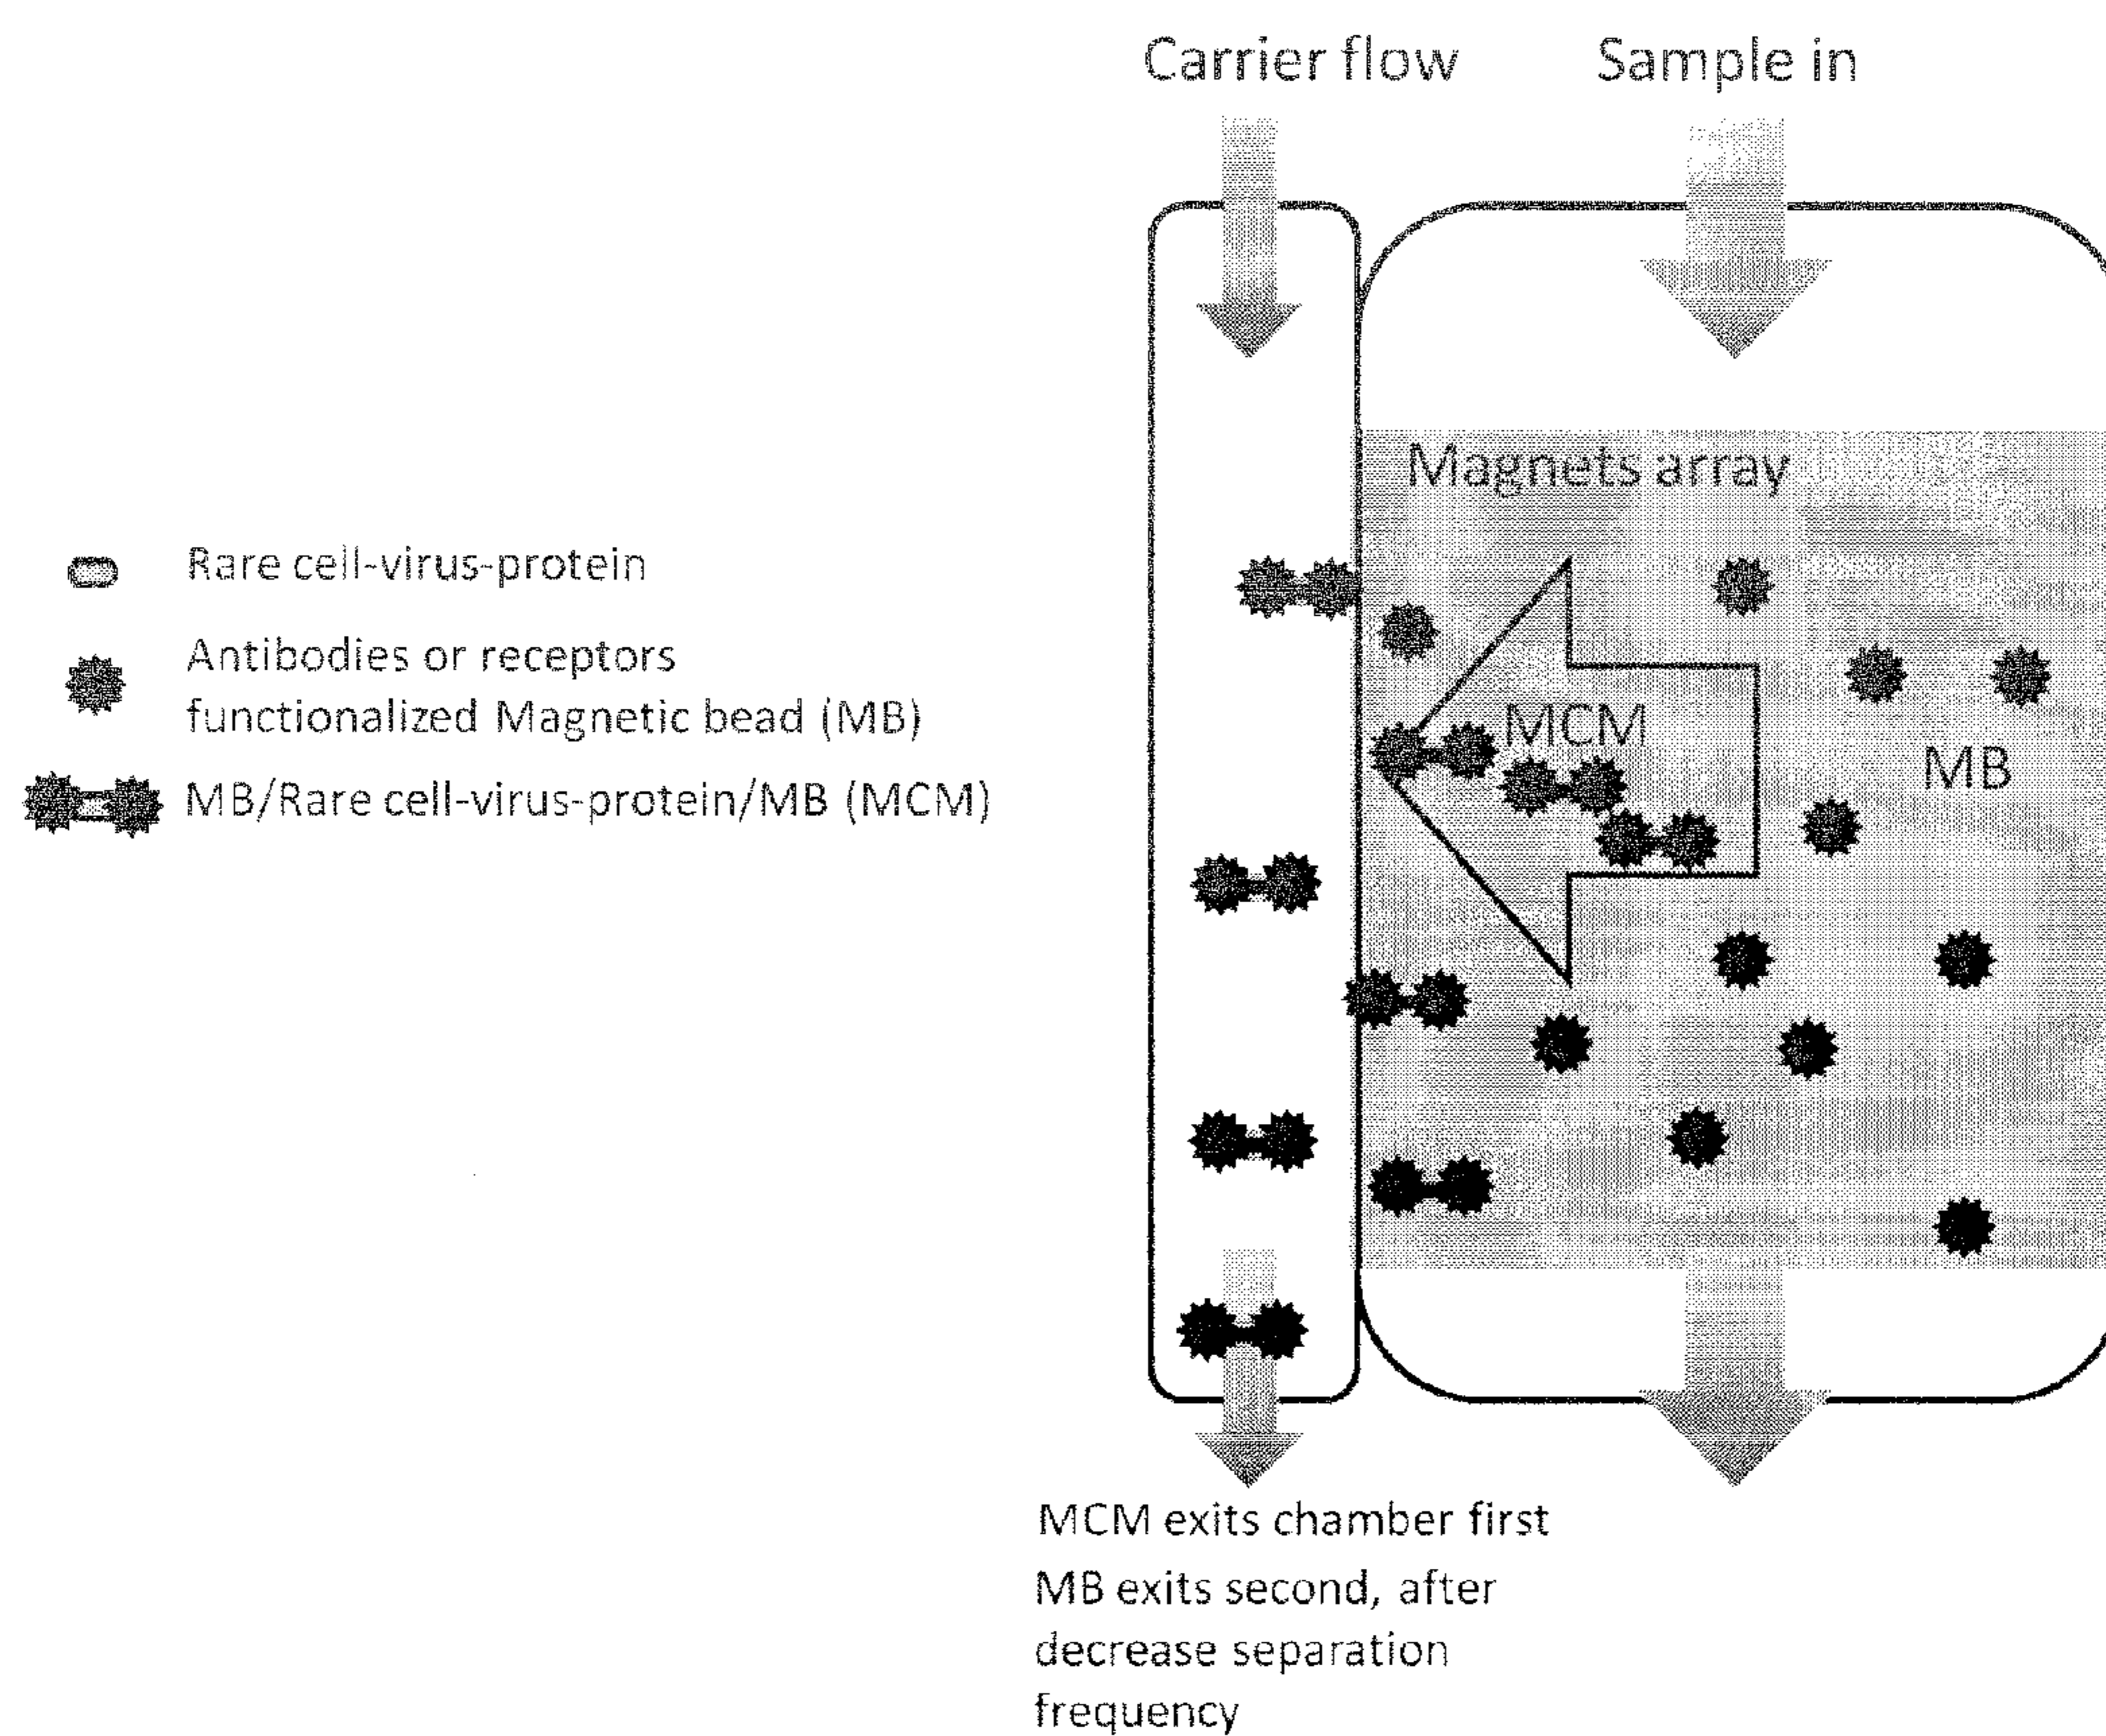 Carrier flow
Sample in
Magnets array
Rare cell-virus-protein
Antibodies or receptors
functionalized Magnetic bead (MB)
MB/Rare cell-virus-protein/MB (MCM)
MCM
MB
MCM exits chamber first
MB exits second, after
decrease separation
frequency